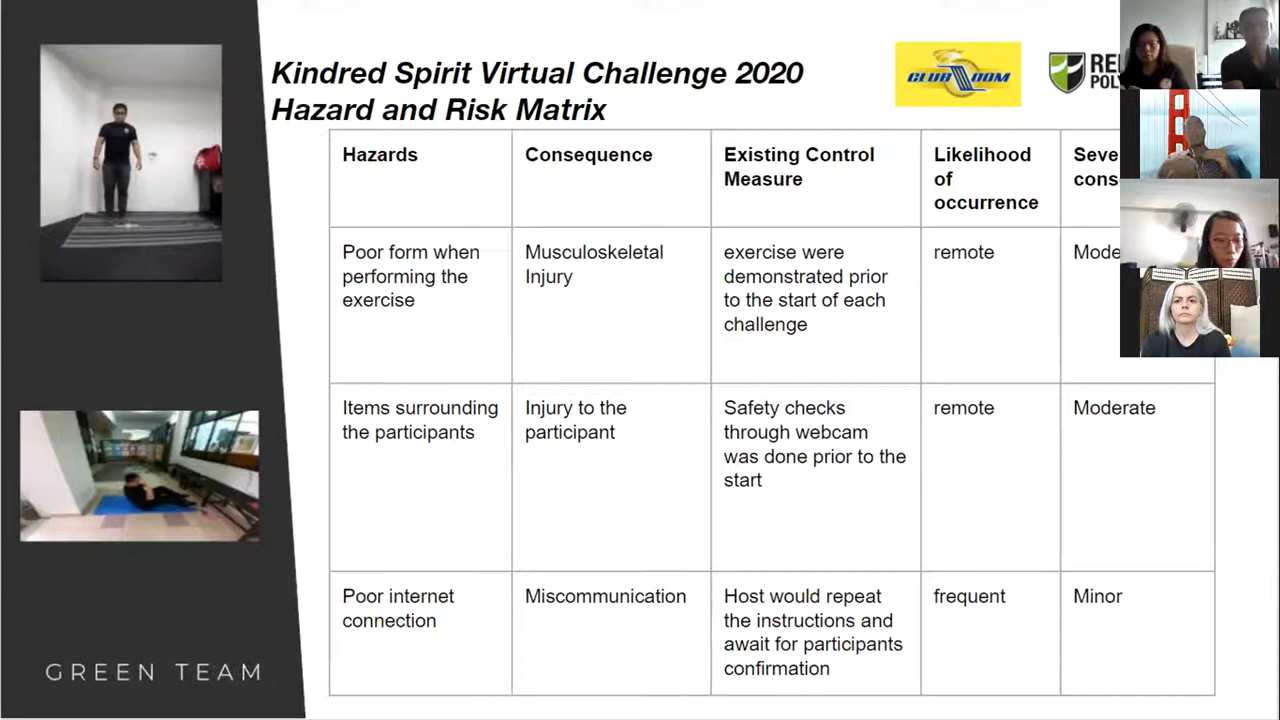 Kindred Spirit Virtual Challenge 2020
Hazard and Risk Matrix
CLUB OOM
Hazards
Consequence
Existing Control
Measure
Likelihood
of
occurrence
Poor form when
performing the
exercise
Musculoskeletal
Injury
exercise were
demonstrated prior
to the start of each
challenge
remote
Items surrounding
the participants
Injury to the
participant
Safety checks
through webcam
was done prior to the
start
remote
Moderate
Poor internet
connection
Miscommunication
Host would repeat
the instructions and
await for participants
confirmation
frequent
Minor
GREEN TEAM